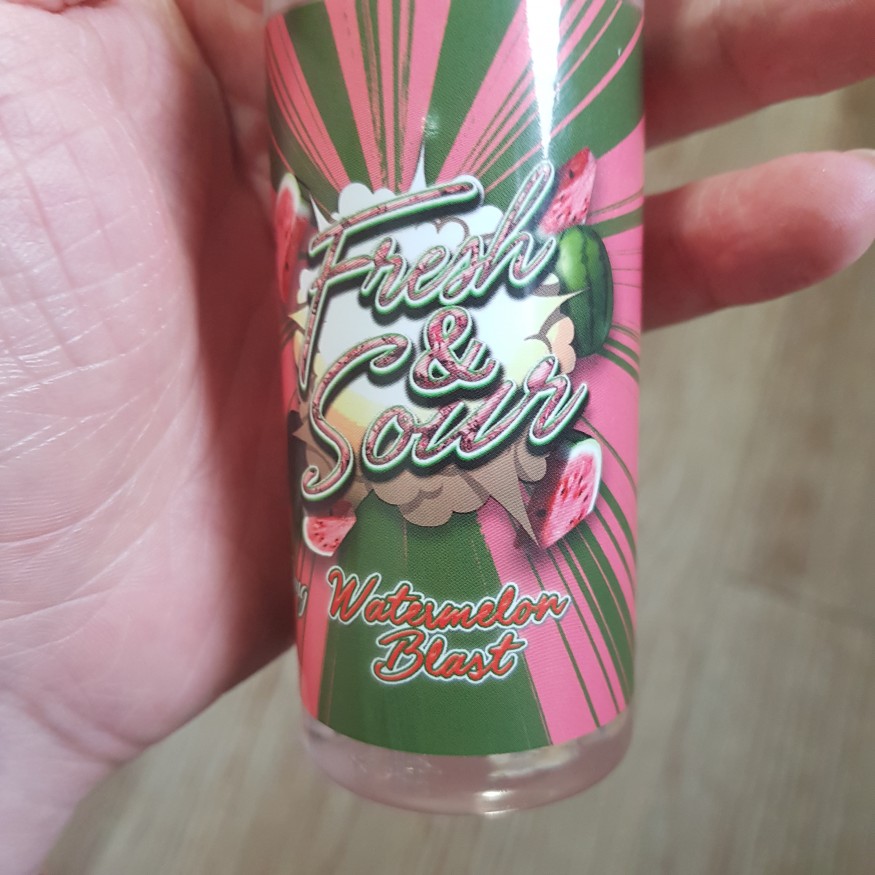 Fresh
&
Sour
Watermelon
Blast